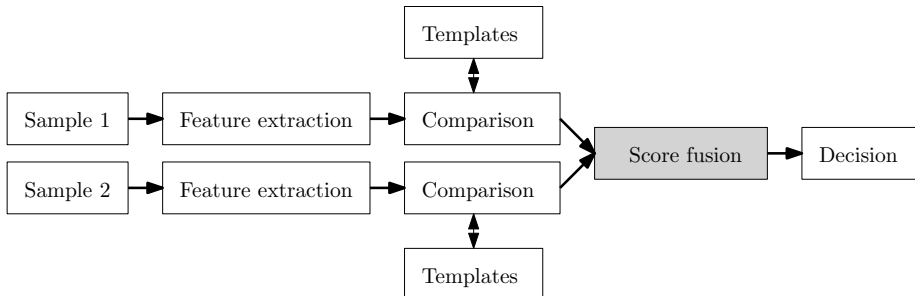 Templates
Sample 1
Feature extraction
Comparison
Score fusion
Decision
Sample 2
Feature extraction
Comparison
Templates